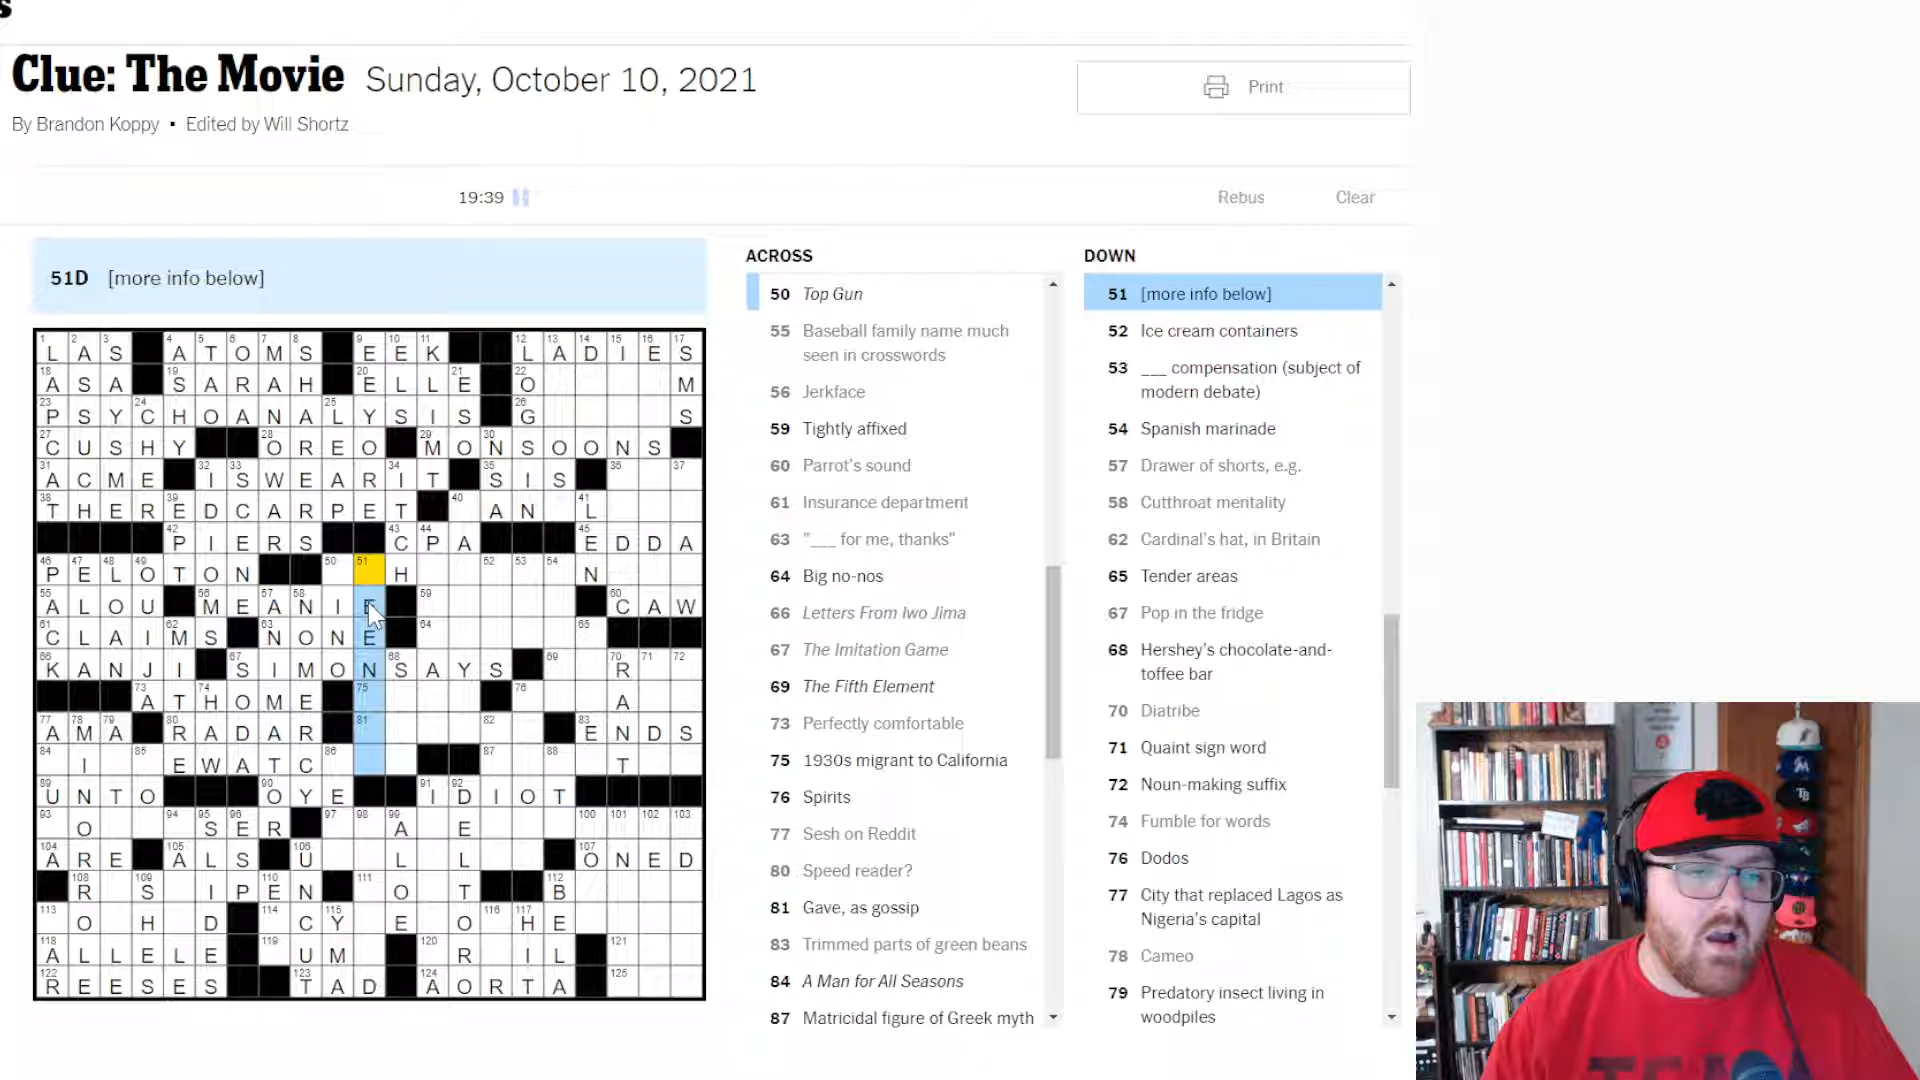 s
Clue: The Movie Sunday, October 10, 2021
Print
By Brandon Koppy • Edited by Will Shortz
19:39
Rebus
Clear
51D [more info below]
L A S A T O M S E E K L A D I E S
A S A S A R A H E L L E O M
P S Y C H O A N A L Y S I S G S
C U S H Y O R E O M O N S O O N S
A C M E I S W E A R I T S I S
T H E R E D C A R P E T A N L
P I E R S C P A E D D A
P E L O T O N H N
A L O U M E A N I E C A W
C L A I M S N O N E
K A N J I S I M O N S A Y S R
A T H O M E A
A M A R A D A R E N D S
I E W A T C T
U N T O O Y E I D I O T
O S E R A E
A R E A L S U L L O N E D
R S I P E N O T B
O H D C Y E O H E
A L L E L E U M R I L
R E E S E S T A D A O R T A
ACROSS
50 Top Gun
55 Baseball family name much
seen in crosswords
56 Jerkface
59 Tightly affixed
60 Parrot's sound
61 Insurance department
63 "___ for me, thanks"
64 Big no-nos
66 Letters From Iwo Jima
67 The Imitation Game
69 The Fifth Element
73 Perfectly comfortable
75 1930s migrant to California
76 Spirits
77 Sesh on Reddit
80 Speed reader?
81 Gave, as gossip
83 Trimmed parts of green beans
84 A Man for All Seasons
87 Matricidal figure of Greek myth
DOWN
51 [more info below]
52 Ice cream containers
53 ___ compensation (subject of
modern debate)
54 Spanish marinade
57 Drawer of shorts, e.g.
58 Cutthroat mentality
62 Cardinal's hat, in Britain
65 Tender areas
67 Pop in the fridge
68 Hershey's chocolate-and-
toffee bar
70 Diatribe
71 Quaint sign word
72 Noun-making suffix
74 Fumble for words
76 Dodos
77 City that replaced Lagos as
Nigeria's capital
78 Cameo
79 Predatory insect living in
woodpiles